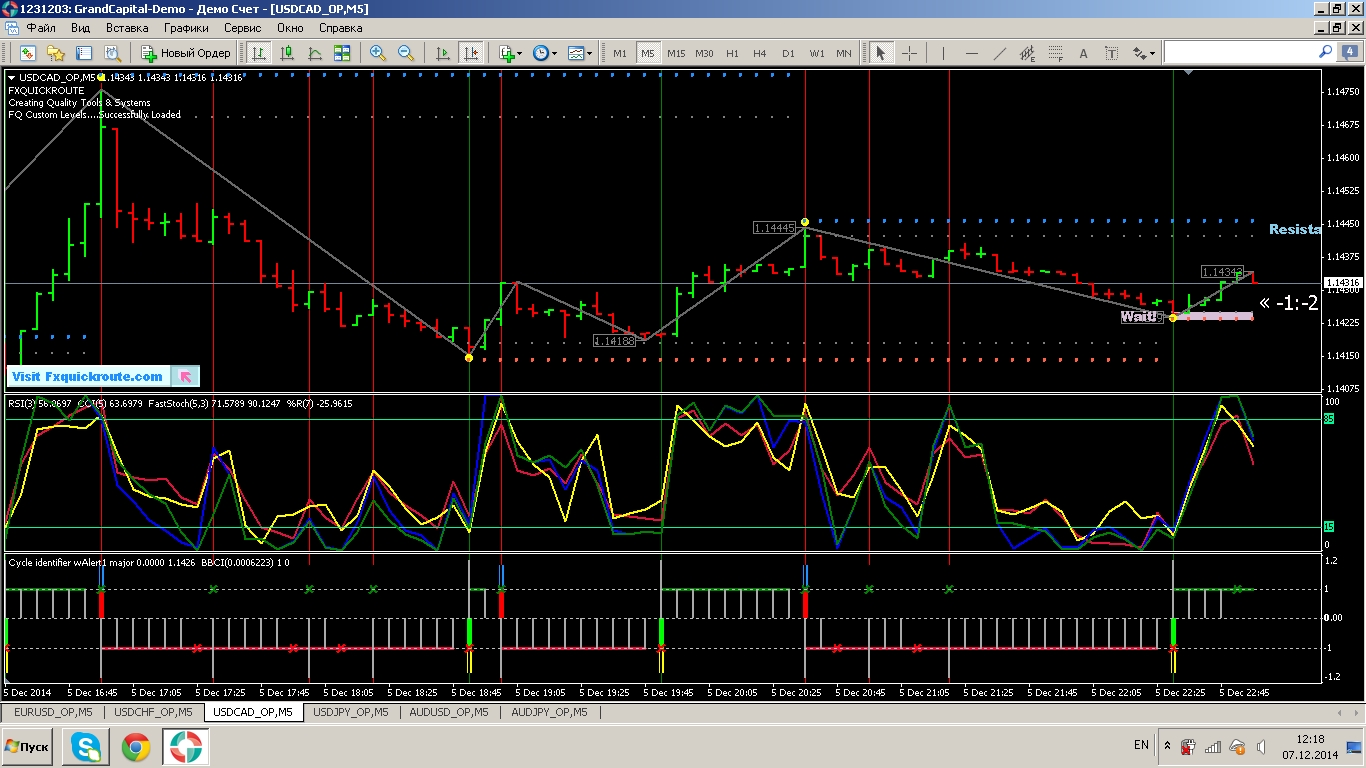 1231203: GrandCapital-Demo - Демо Счет - [USDCAD_OP,M5]
Файл Вид Вставка Графики Сервис Окно Справка
Новый Ордер M1 M5 M15 M30 H1 H4 D1 W1 MN A T 4
USDCAD_OP,M5 1.14343 1.14343 1.14316 1.14316
FXQUICKROUTE
Creating Quality Tools & Systems
FQ Custom Levels....Successfully Loaded
1.14750
1.14675
1.14600
1.14525
1.14450
1.14445
Resista
1.14375
1.14343
1.14316
1.14300
« -1:-2
Wait!
1.14225
1.14188
1.14150
Visit Fxquickroute.com
1.14075
RSI(3) 56.0697 CCI(5) 63.6979 FastStoch(5,3) 71.5789 90.1247 %R(7) -25.9615
100
85
15
0
Cycle identifier wAlert1 major 0.0000 1.1426 BBCI(0.0006223) 1 0
1.2
1
0.00
-1
-1.2
5 Dec 2014 5 Dec 16:45 5 Dec 17:05 5 Dec 17:25 5 Dec 17:45 5 Dec 18:05 5 Dec 18:25 5 Dec 18:45 5 Dec 19:05 5 Dec 19:25 5 Dec 19:45 5 Dec 20:05 5 Dec 20:25 5 Dec 20:45 5 Dec 21:05 5 Dec 21:25 5 Dec 21:45 5 Dec 22:05 5 Dec 22:25 5 Dec 22:45
EURUSD_OP,M5 USDCHF_OP,M5 USDCAD_OP,M5 USDJPY_OP,M5 AUDUSD_OP,M5 AUDJPY_OP,M5
Пуск EN 12:18
07.12.2014